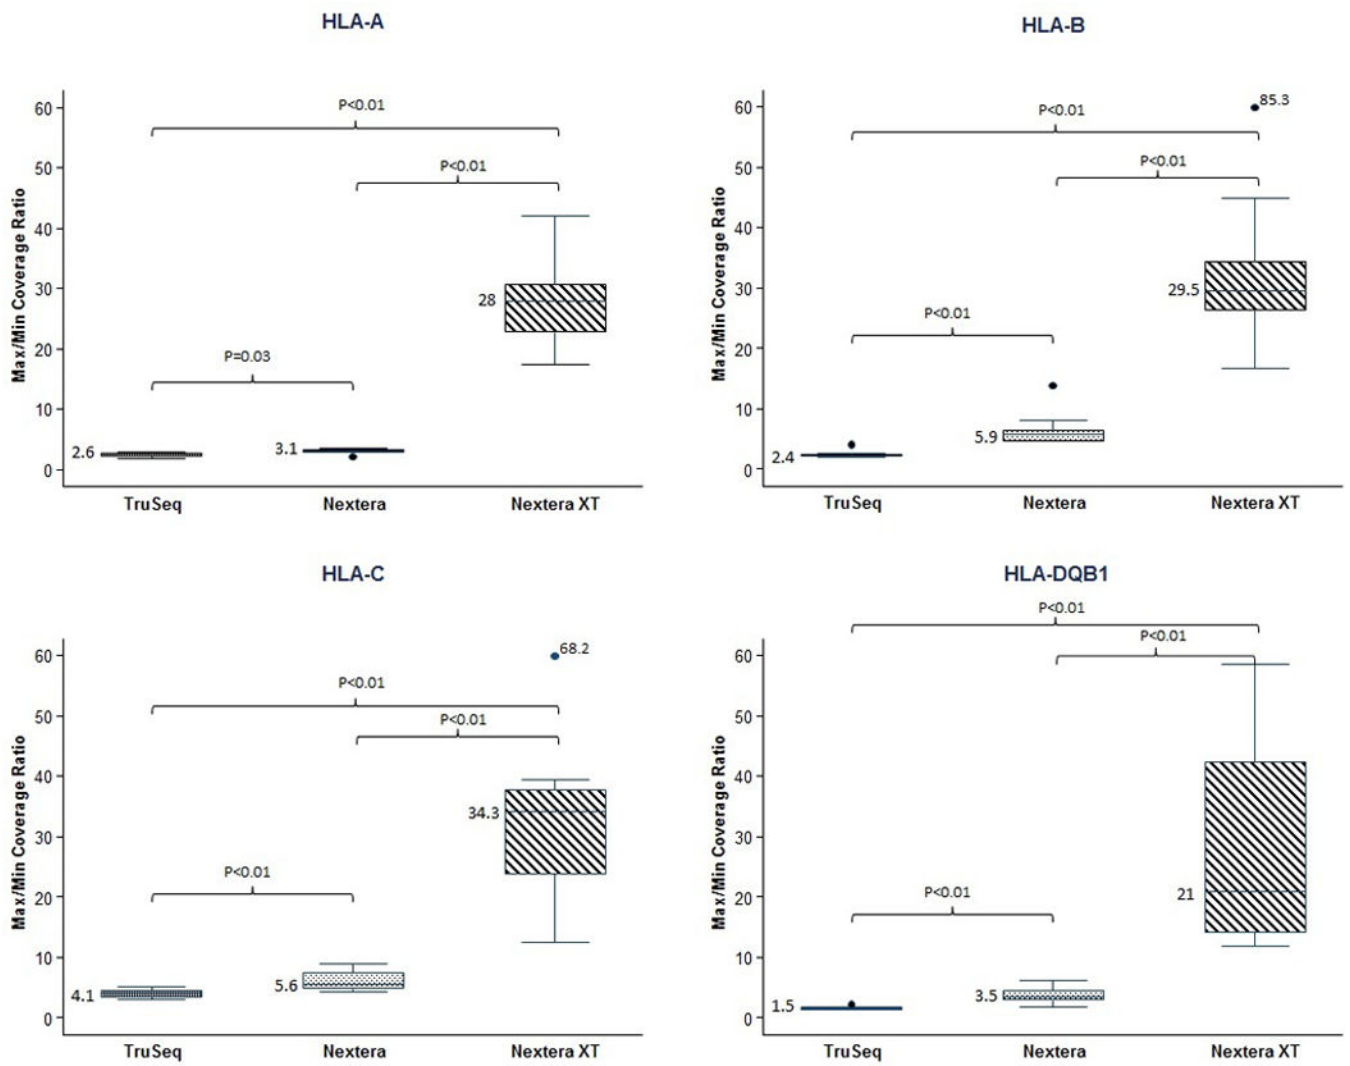 HLA-A
Max/Min Coverage Ratio
60
50
40
30
20
10
0
P<0.01
P<0.01
P=0.03
2.6
3.1
28
TruSeq Nextera Nextera XT
HLA-B
Max/Min Coverage Ratio
60
50
40
30
20
10
0
85.3
P<0.01
P<0.01
P<0.01
2.4
5.9
29.5
TruSeq Nextera Nextera XT
HLA-C
Max/Min Coverage Ratio
60
50
40
30
20
10
0
68.2
P<0.01
P<0.01
P<0.01
4.1
5.6
34.3
TruSeq Nextera Nextera XT
HLA-DQB1
Max/Min Coverage Ratio
60
50
40
30
20
10
0
P<0.01
P<0.01
P<0.01
1.5
3.5
21
TruSeq Nextera Nextera XT